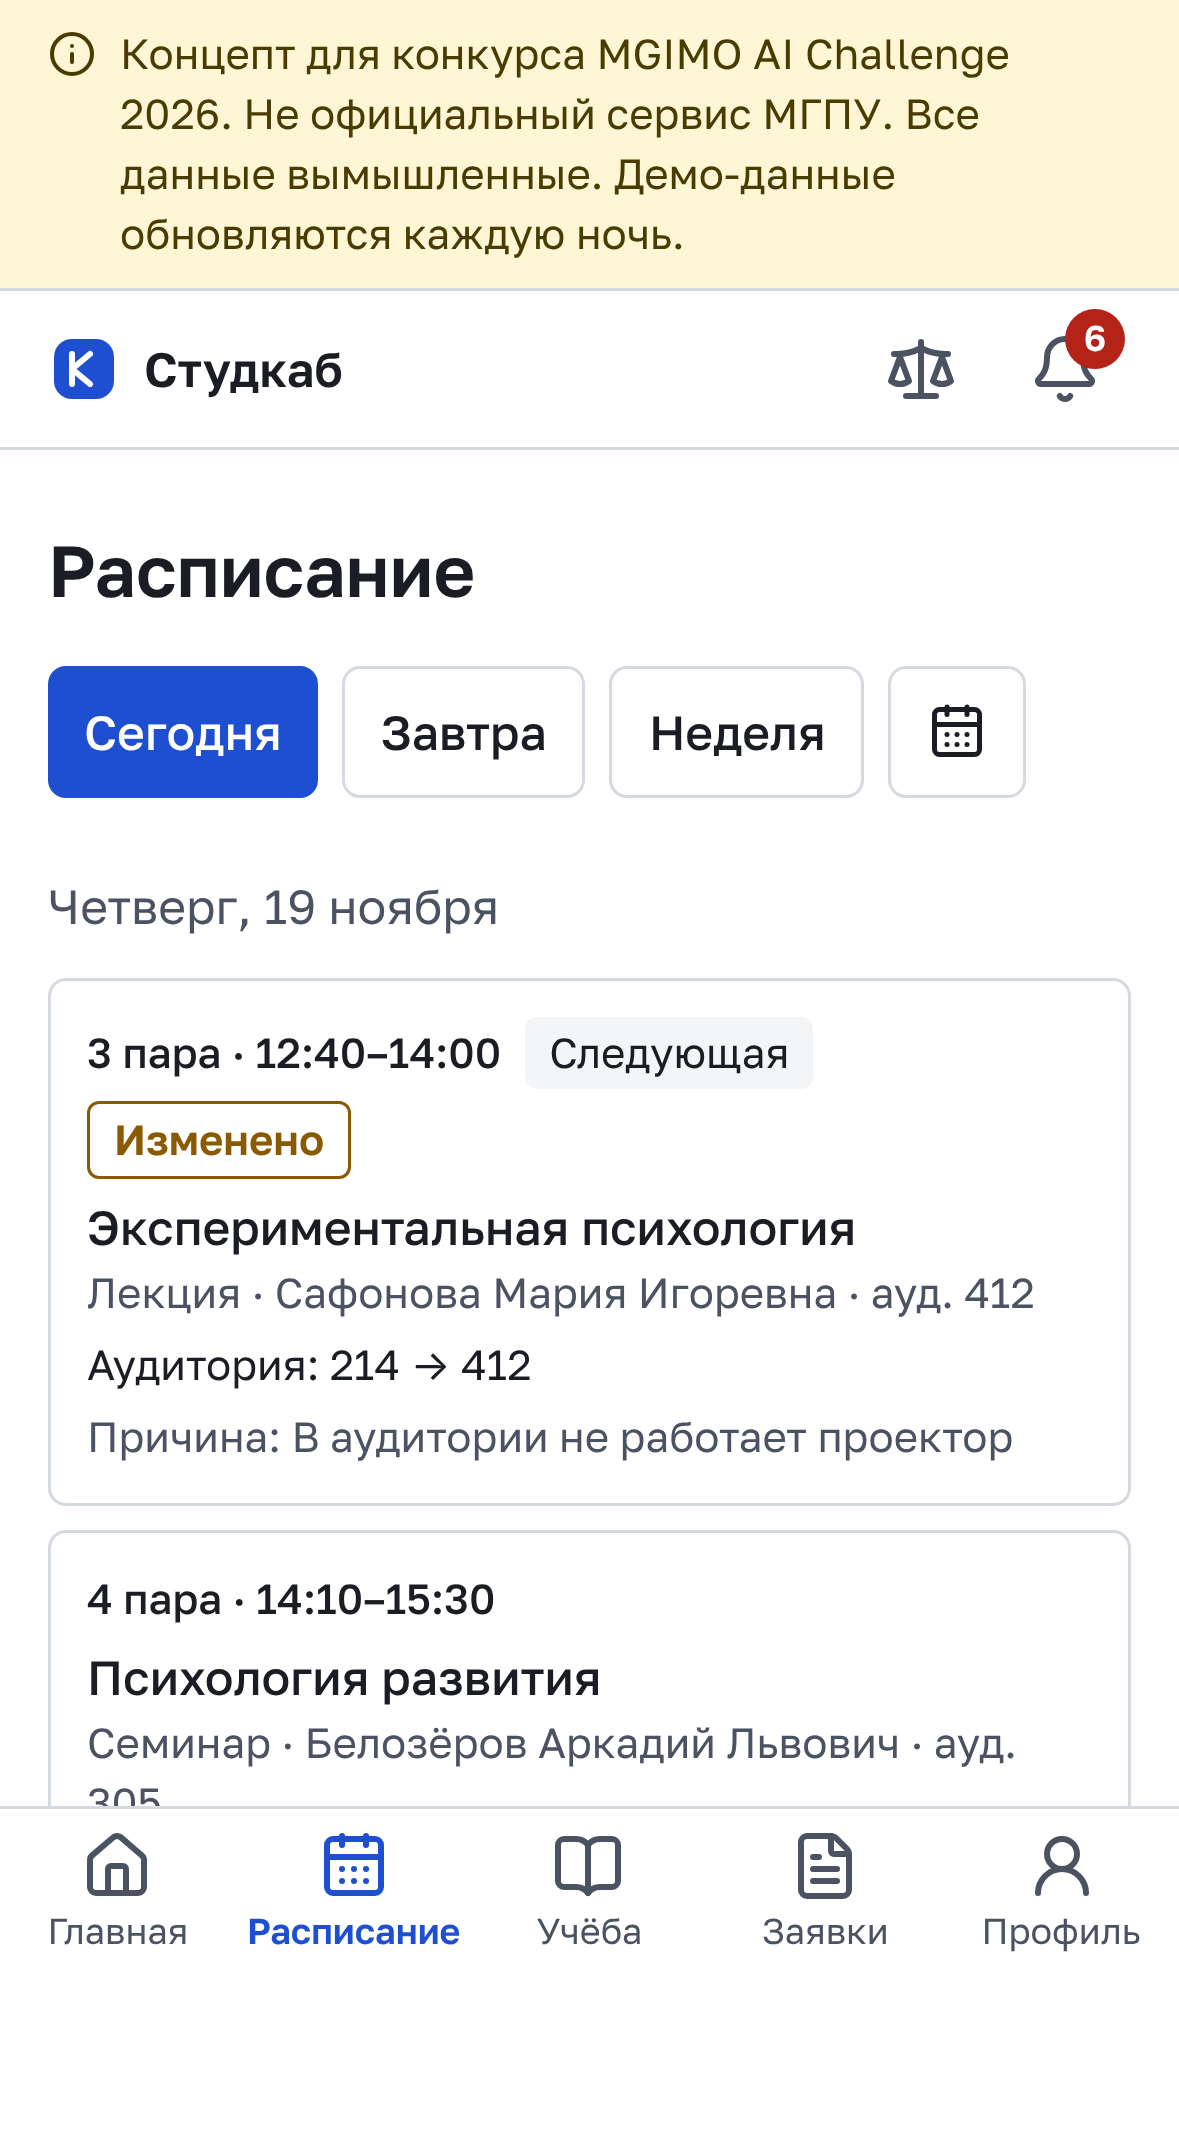 Концепт для конкурса MGIMO AI Challenge
2026. Не официальный сервис МГПУ. Все
данные вымышленные. Демо-данные
обновляются каждую ночь.
K Студкаб
6
Расписание
Сегодня
Завтра
Неделя
Четверг, 19 ноября
3 пара · 12:40–14:00 Следующая
Изменено
Экспериментальная психология
Лекция · Сафонова Мария Игоревна · ауд. 412
Аудитория: 214 → 412
Причина: В аудитории не работает проектор
4 пара · 14:10–15:30
Психология развития
Семинар · Белозёров Аркадий Львович · ауд.
305
Главная
Расписание
Учёба
Заявки
Профиль